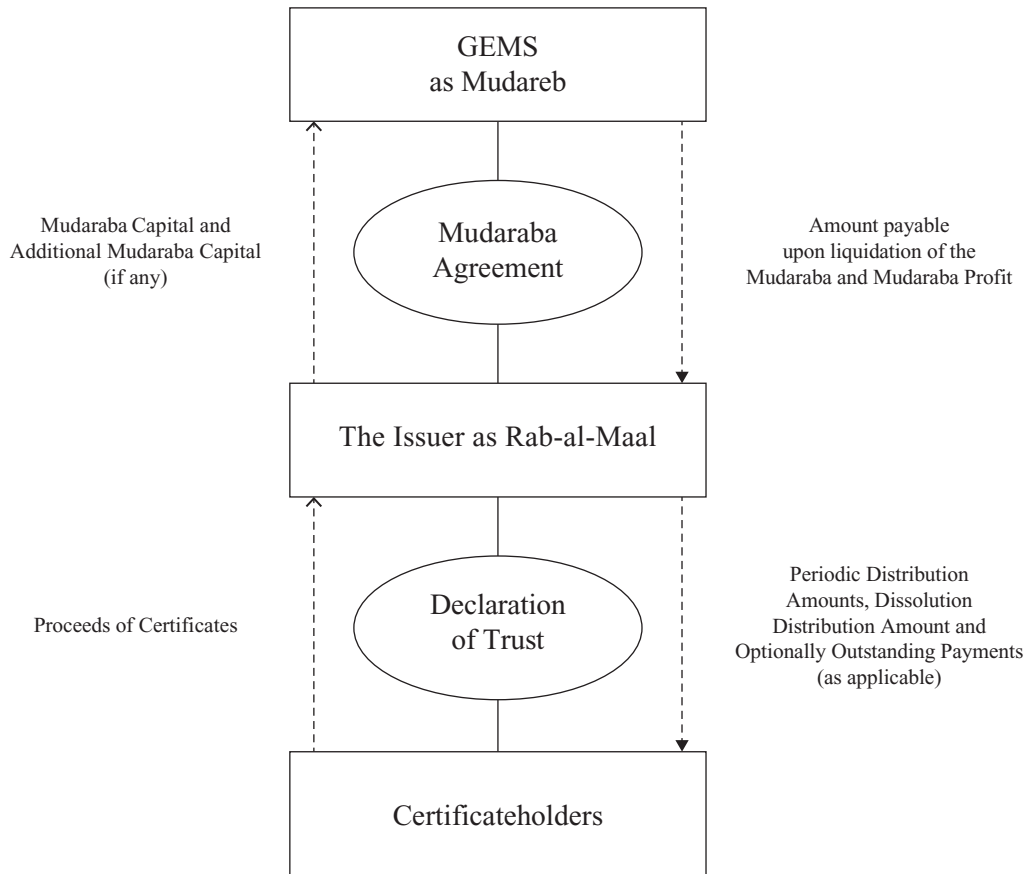 GEMS
as Mudareb
Mudaraba Capital and
Additional Mudaraba Capital
(if any)
Mudaraba
Agreement
Amount payable
upon liquidation of the
Mudaraba and Mudaraba Profit
The Issuer as Rab-al-Maal
Proceeds of Certificates
Declaration
of Trust
Periodic Distribution
Amounts, Dissolution
Distribution Amount and
Optionally Outstanding Payments
(as applicable)
Certificateholders